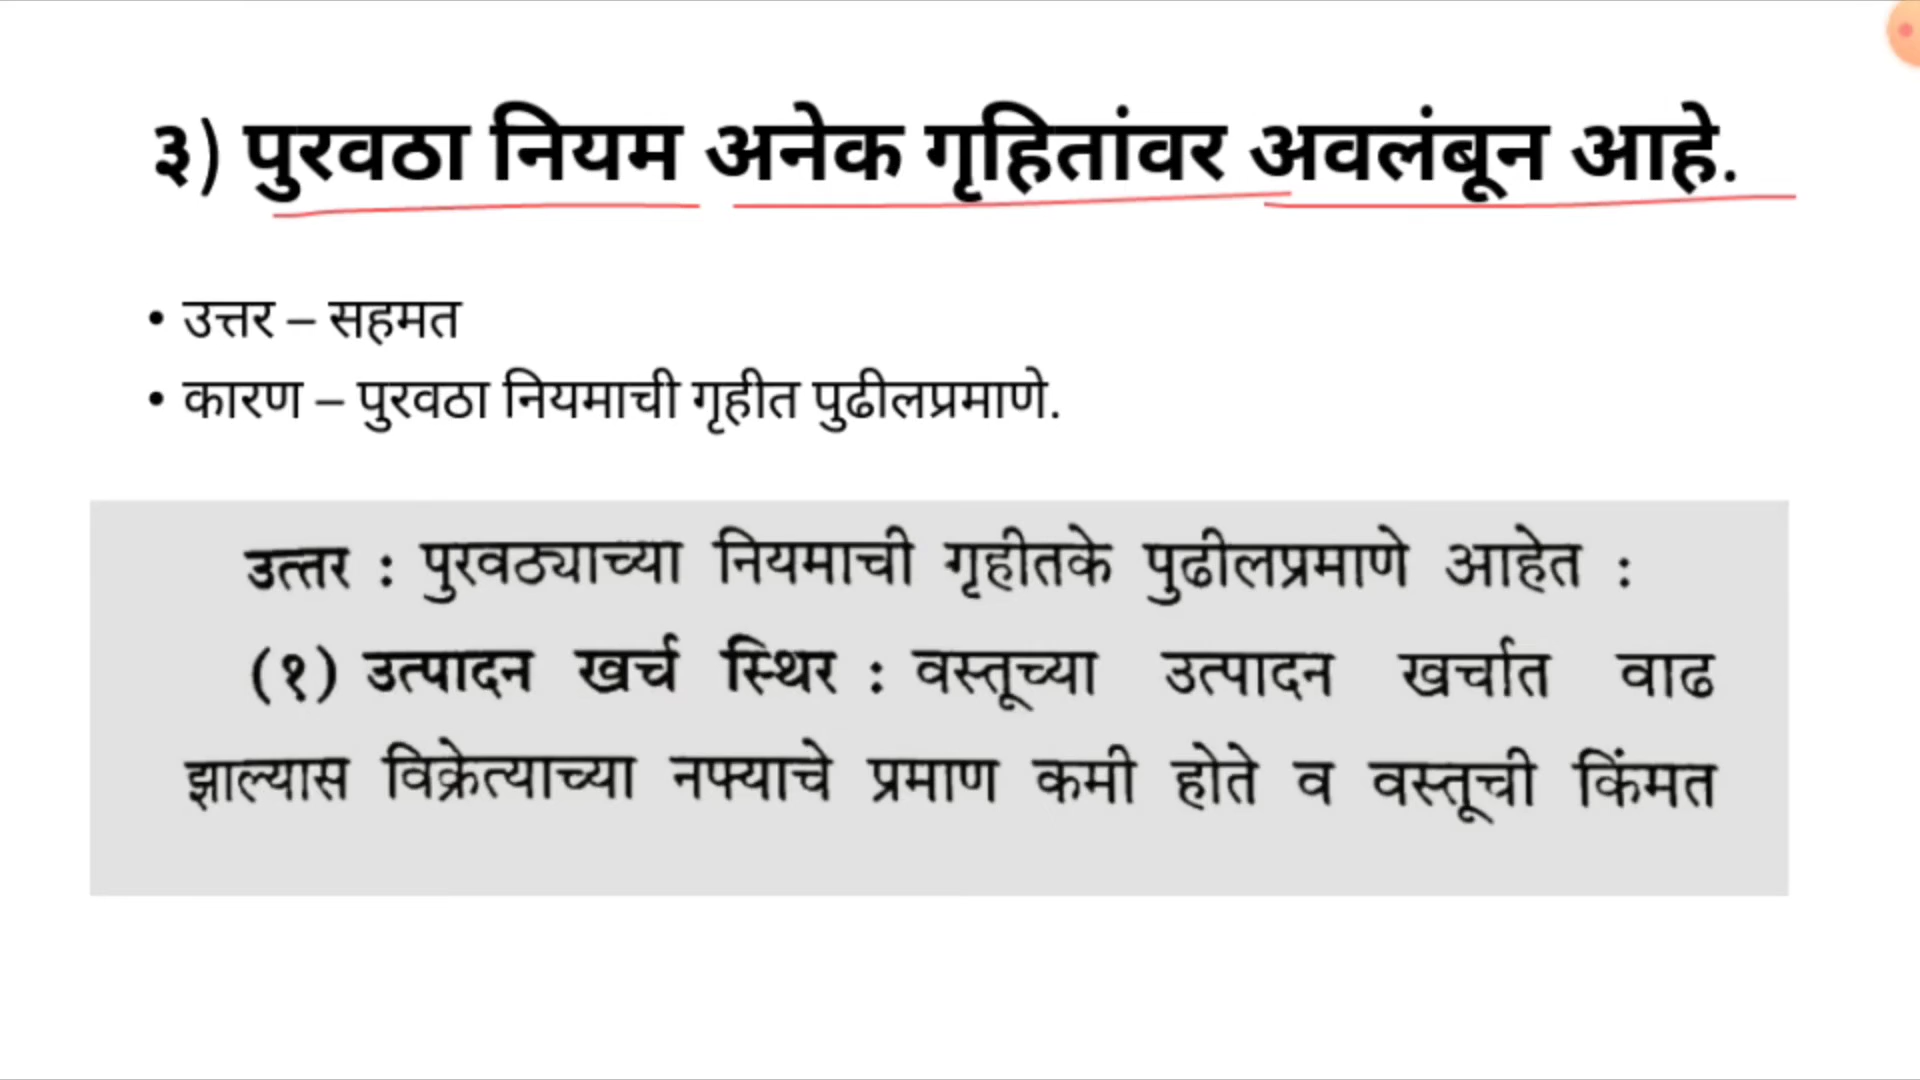 ३) पुरवठा नियम अनेक गृहितांवर अवलंबून आहे.
• उत्तर – सहमत
• कारण – पुरवठा नियमाची गृहीत पुढीलप्रमाणे.
उत्तर : पुरवठ्याच्या नियमाची गृहीतके पुढीलप्रमाणे आहेत :
(१) उत्पादन खर्च स्थिर : वस्तूच्या उत्पादन खर्चात वाढ
झाल्यास विक्रेत्याच्या नफ्याचे प्रमाण कमी होते व वस्तूची किंमत